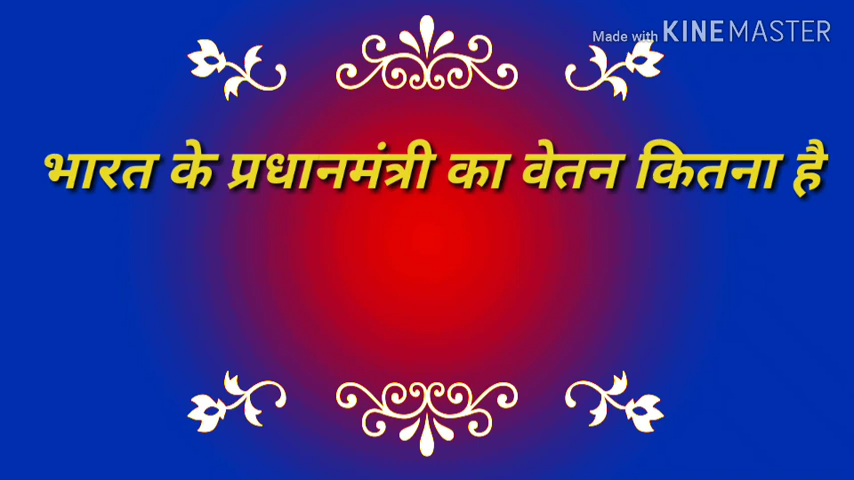 Made with KINEMASTER
भारत के प्रधानमंत्री का वेतन कितना है